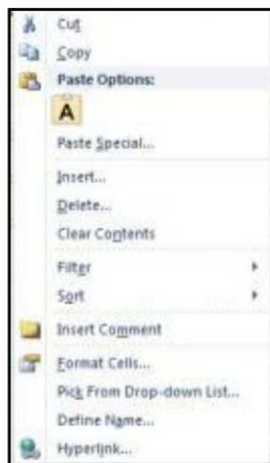 Cut
Copy
Paste Options:
A
Paste Special...
Insert...
Delete...
Clear Contents
Filter
Sort
Insert Comment
Format Cells...
Pick From Drop-down List...
Define Name...
Hyperlink...